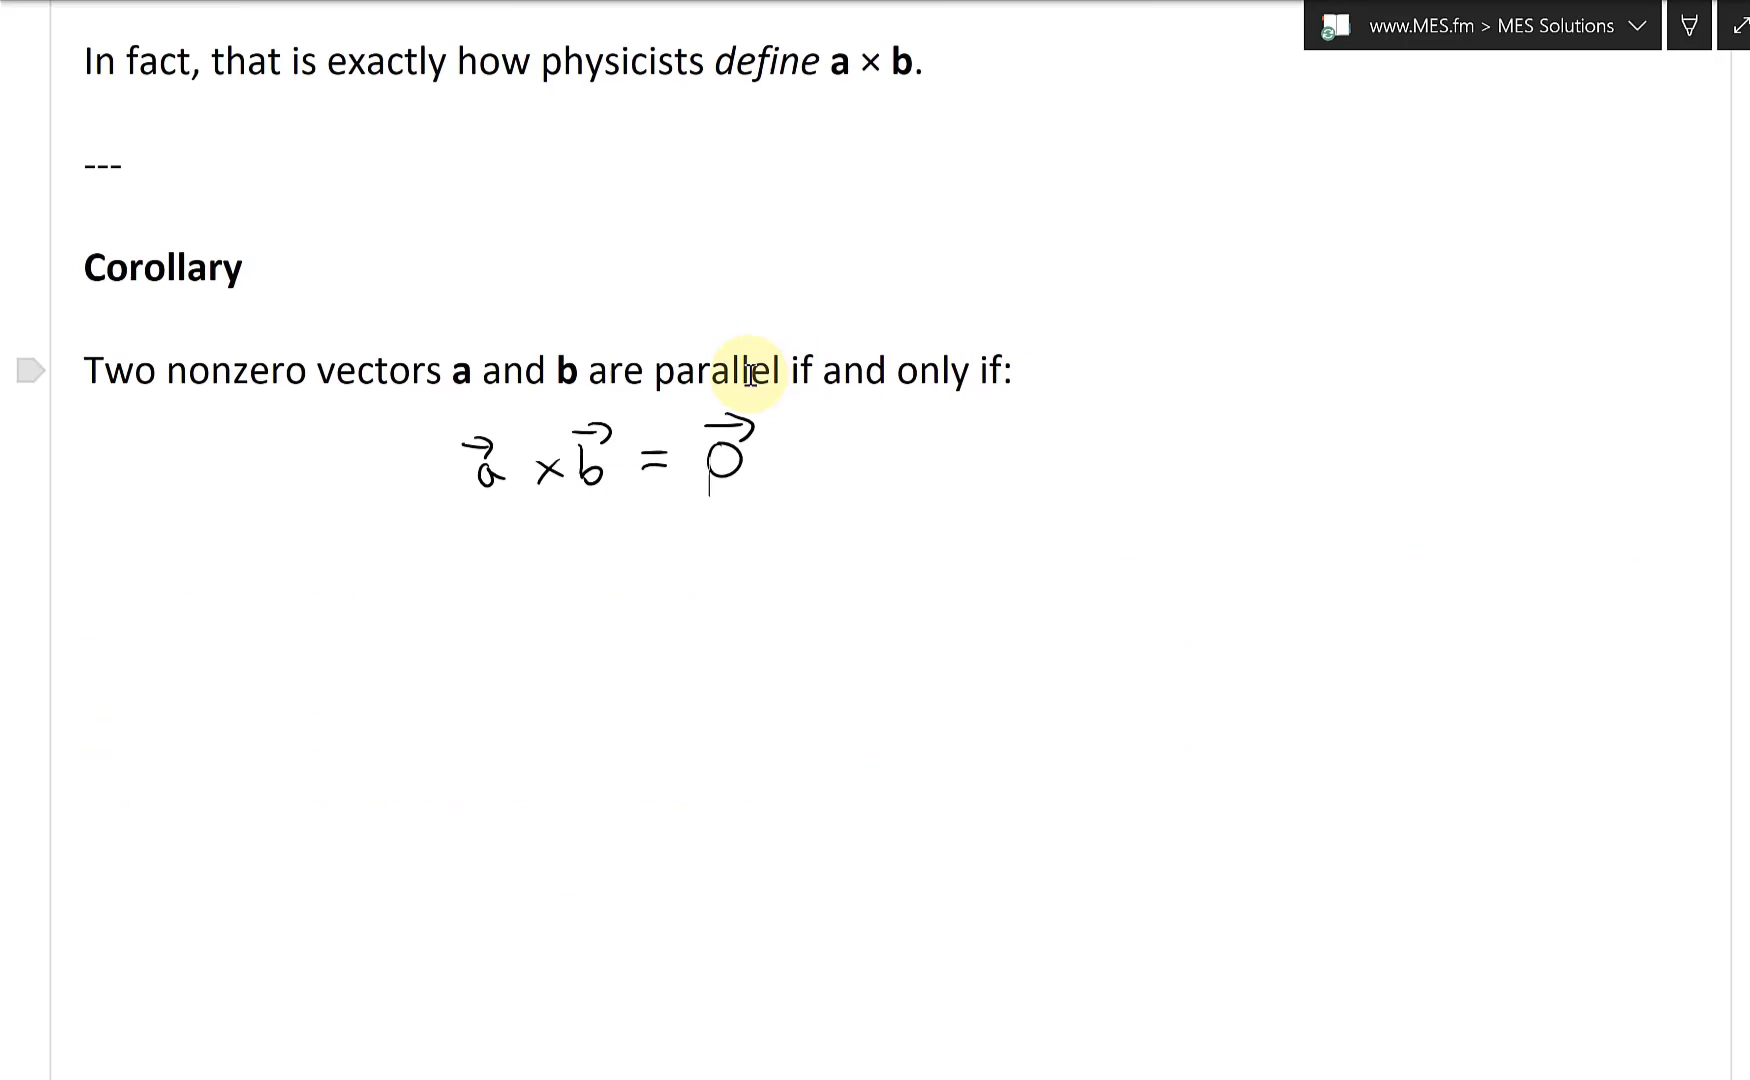 www.MES.fm > MES Solutions
In fact, that is exactly how physicists define a × b.
---
Corollary
Two nonzero vectors a and b are parallel if and only if:
a⃗ × b⃗ = ρ⃗